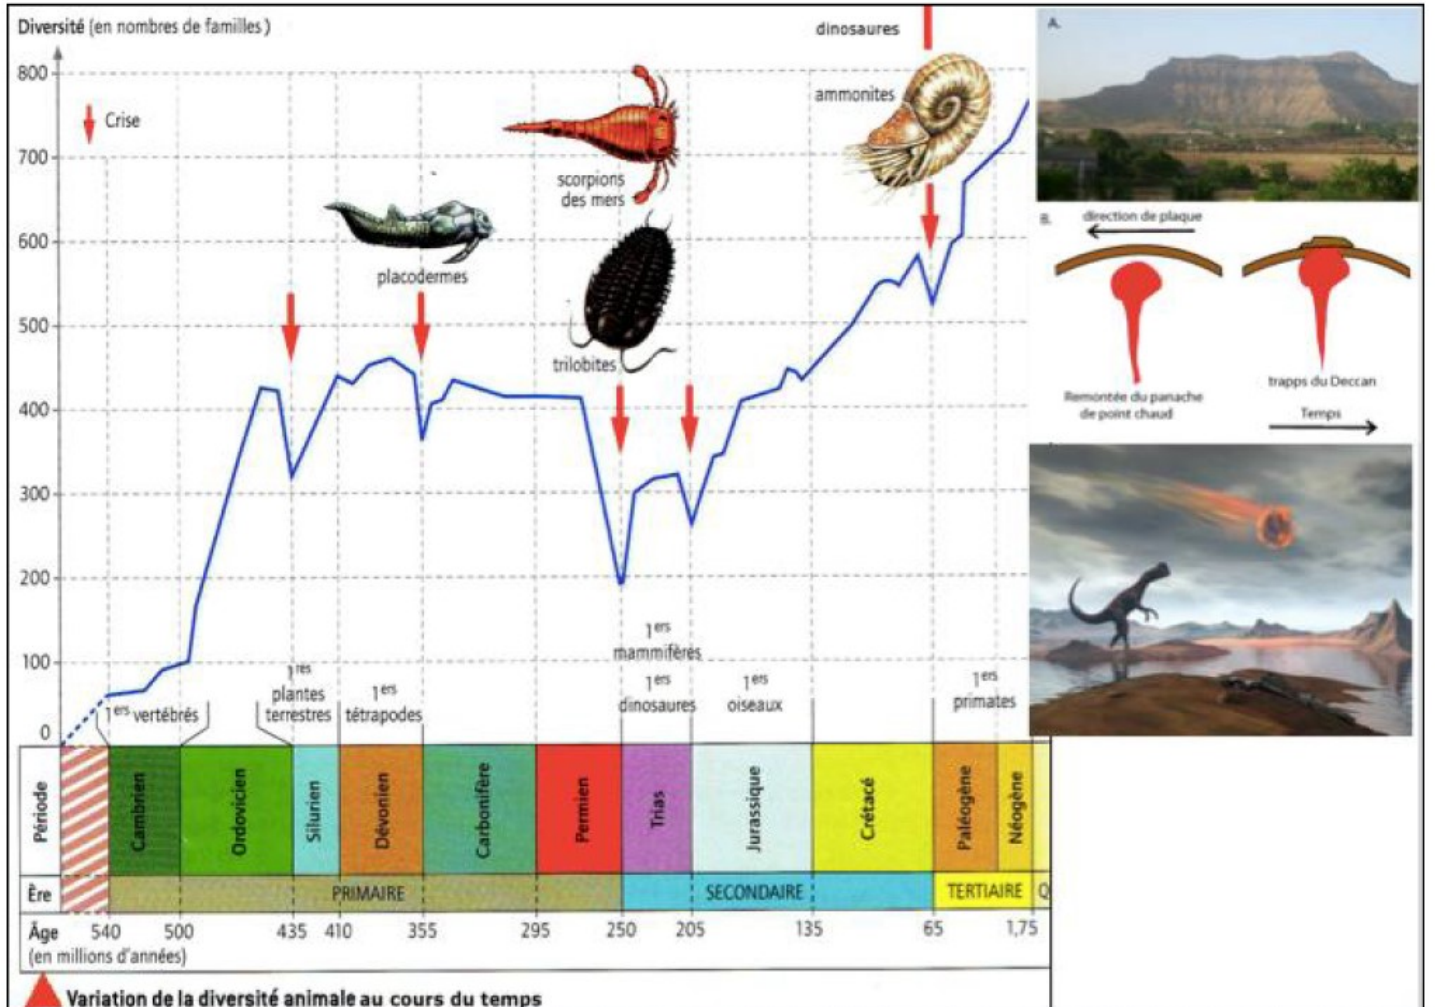 Diversité (en nombres de familles)
800
700
600
500
400
300
200
100
0
Crise
placodermes
scorpions
des mers
trilobites
dinosaures
ammonites
1ers vertébrés
1res
plantes
terrestres
1ers
tétrapodes
1ers
mammifères
1ers
dinosaures
1ers
oiseaux
1ers
primates
Période
Cambrien
Ordovicien
Silurien
Dévonien
Carbonifère
Permien
Trias
Jurassique
Crétacé
Paléogène
Néogène
Ère
PRIMAIRE
SECONDAIRE
TERTIAIRE
Q
Âge
540 500 435 410 355 295 250 205 135 65 1,75
(en millions d'années)
Variation de la diversité animale au cours du temps
A.
B.
direction de plaque
Remontée du panache
de point chaud
trapps du Deccan
Temps